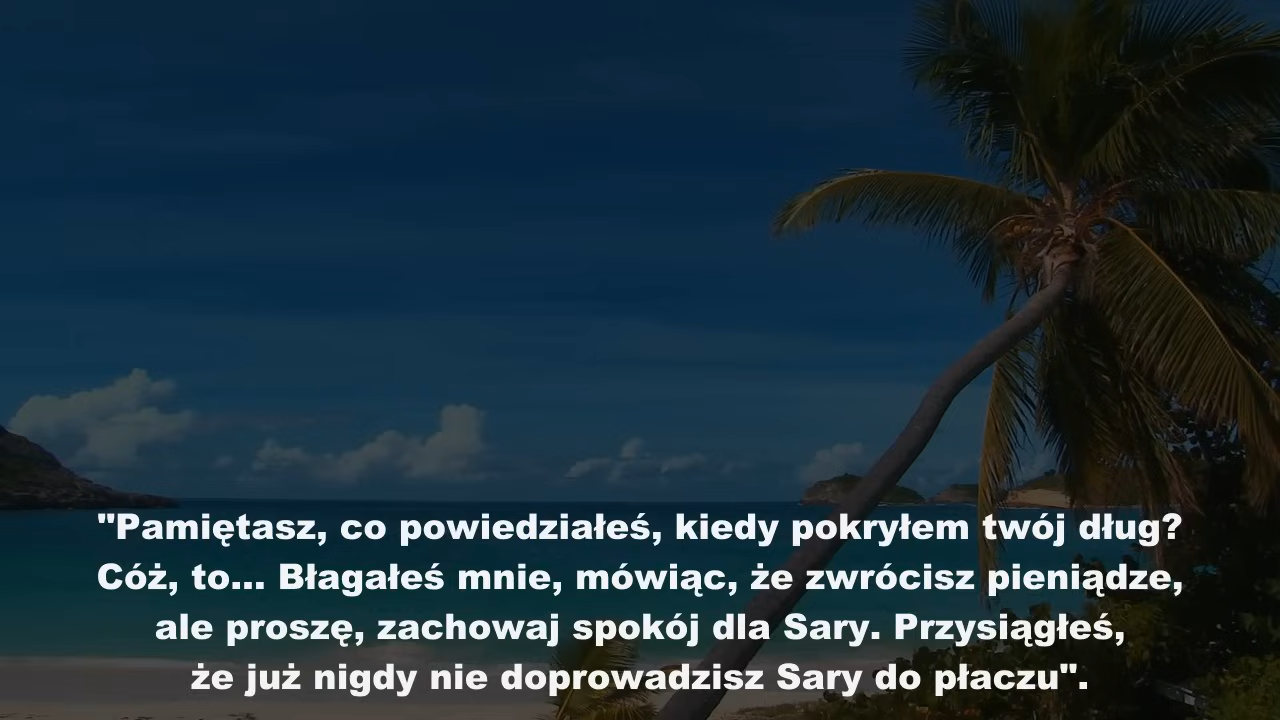 "Pamiętasz, co powiedziałeś, kiedy pokryłem twój dług?
Cóż, to... Błagałeś mnie, mówiąc, że zwrócisz pieniądze,
ale proszę, zachowaj spokój dla Sary. Przysiągłeś,
że już nigdy nie doprowadzisz Sary do płaczu".